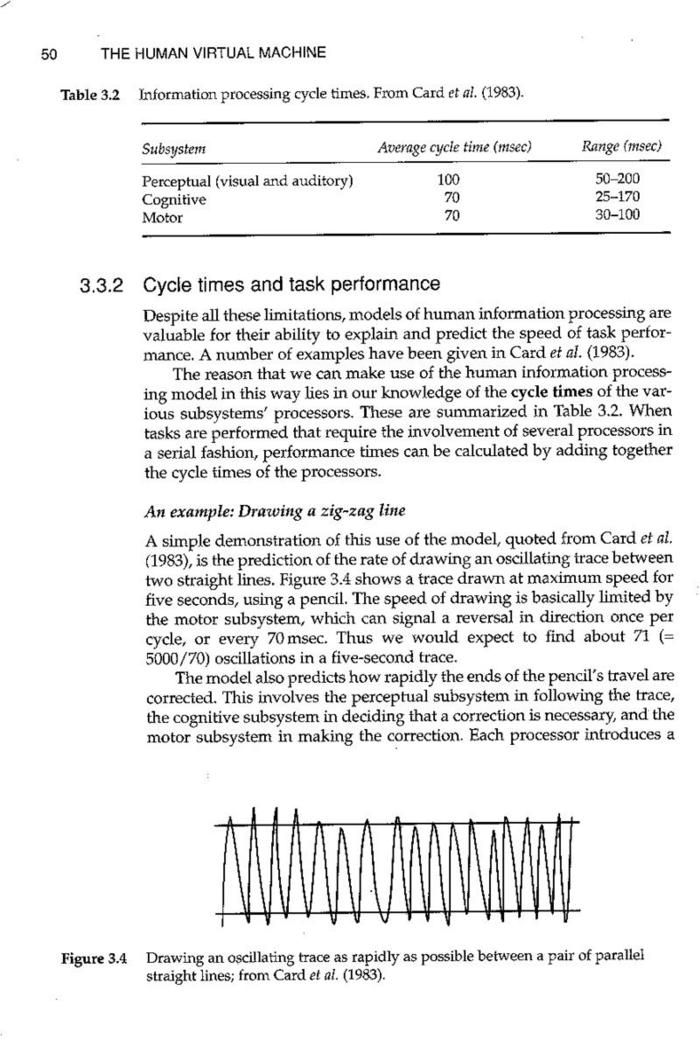 50 THE HUMAN VIRTUAL MACHINE
Table 3.2 Information processing cycle times. From Card et al. (1983).
Subsystem Average cycle time (msec) Range (msec)
Perceptual (visual and auditory) 100 50–200
Cognitive 70 25–170
Motor 70 30–100
3.3.2 Cycle times and task performance
Despite all these limitations, models of human information processing are
valuable for their ability to explain and predict the speed of task perfor-
mance. A number of examples have been given in Card et al. (1983).
The reason that we can make use of the human information process-
ing model in this way lies in our knowledge of the cycle times of the var-
ious subsystems' processors. These are summarized in Table 3.2. When
tasks are performed that require the involvement of several processors in
a serial fashion, performance times can be calculated by adding together
the cycle times of the processors.
An example: Drawing a zig-zag line
A simple demonstration of this use of the model, quoted from Card et al.
(1983), is the prediction of the rate of drawing an oscillating trace between
two straight lines. Figure 3.4 shows a trace drawn at maximum speed for
five seconds, using a pencil. The speed of drawing is basically limited by
the motor subsystem, which can signal a reversal in direction once per
cycle, or every 70 msec. Thus we would expect to find about 71 (=
5000/70) oscillations in a five-second trace.
The model also predicts how rapidly the ends of the pencil's travel are
corrected. This involves the perceptual subsystem in following the trace,
the cognitive subsystem in deciding that a correction is necessary, and the
motor subsystem in making the correction. Each processor introduces a
Figure 3.4 Drawing an oscillating trace as rapidly as possible between a pair of parallel
straight lines; from Card et al. (1983).